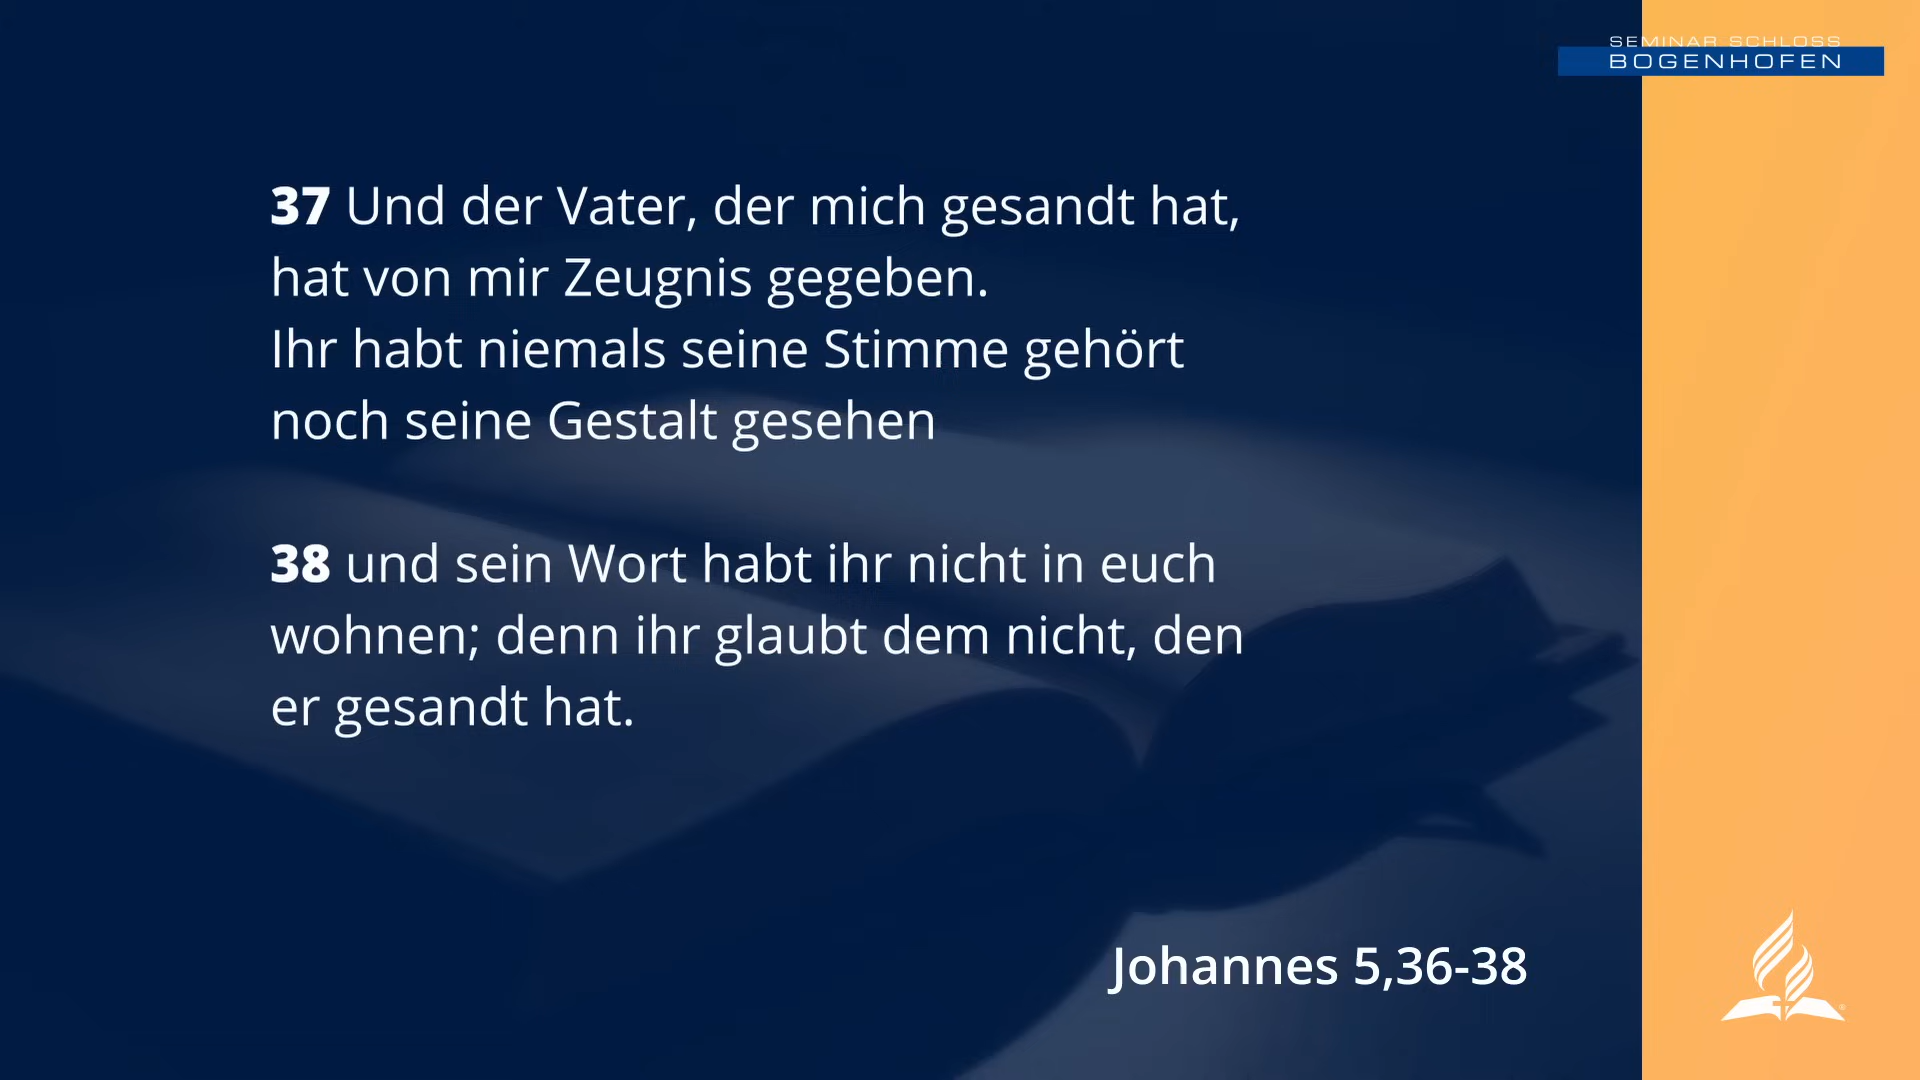 SEMINAR SCHLOSS
BOGENHOFEN
37 Und der Vater, der mich gesandt hat,
hat von mir Zeugnis gegeben.
Ihr habt niemals seine Stimme gehört
noch seine Gestalt gesehen
38 und sein Wort habt ihr nicht in euch
wohnen; denn ihr glaubt dem nicht, den
er gesandt hat.
Johannes 5,36-38
®